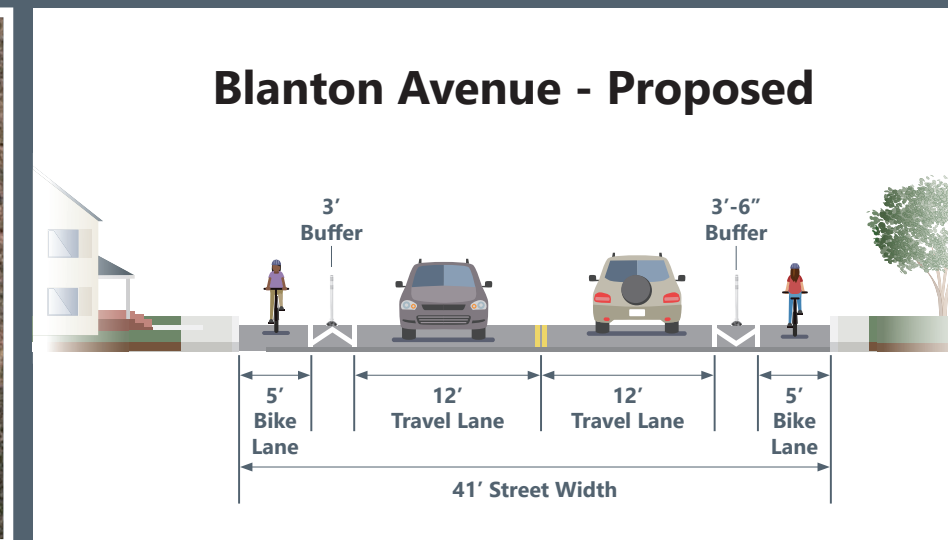 Blanton Avenue - Proposed
3’
Buffer
3’-6”
Buffer
5’
Bike
Lane
12’
Travel Lane
12’
Travel Lane
5’
Bike
Lane
41’ Street Width